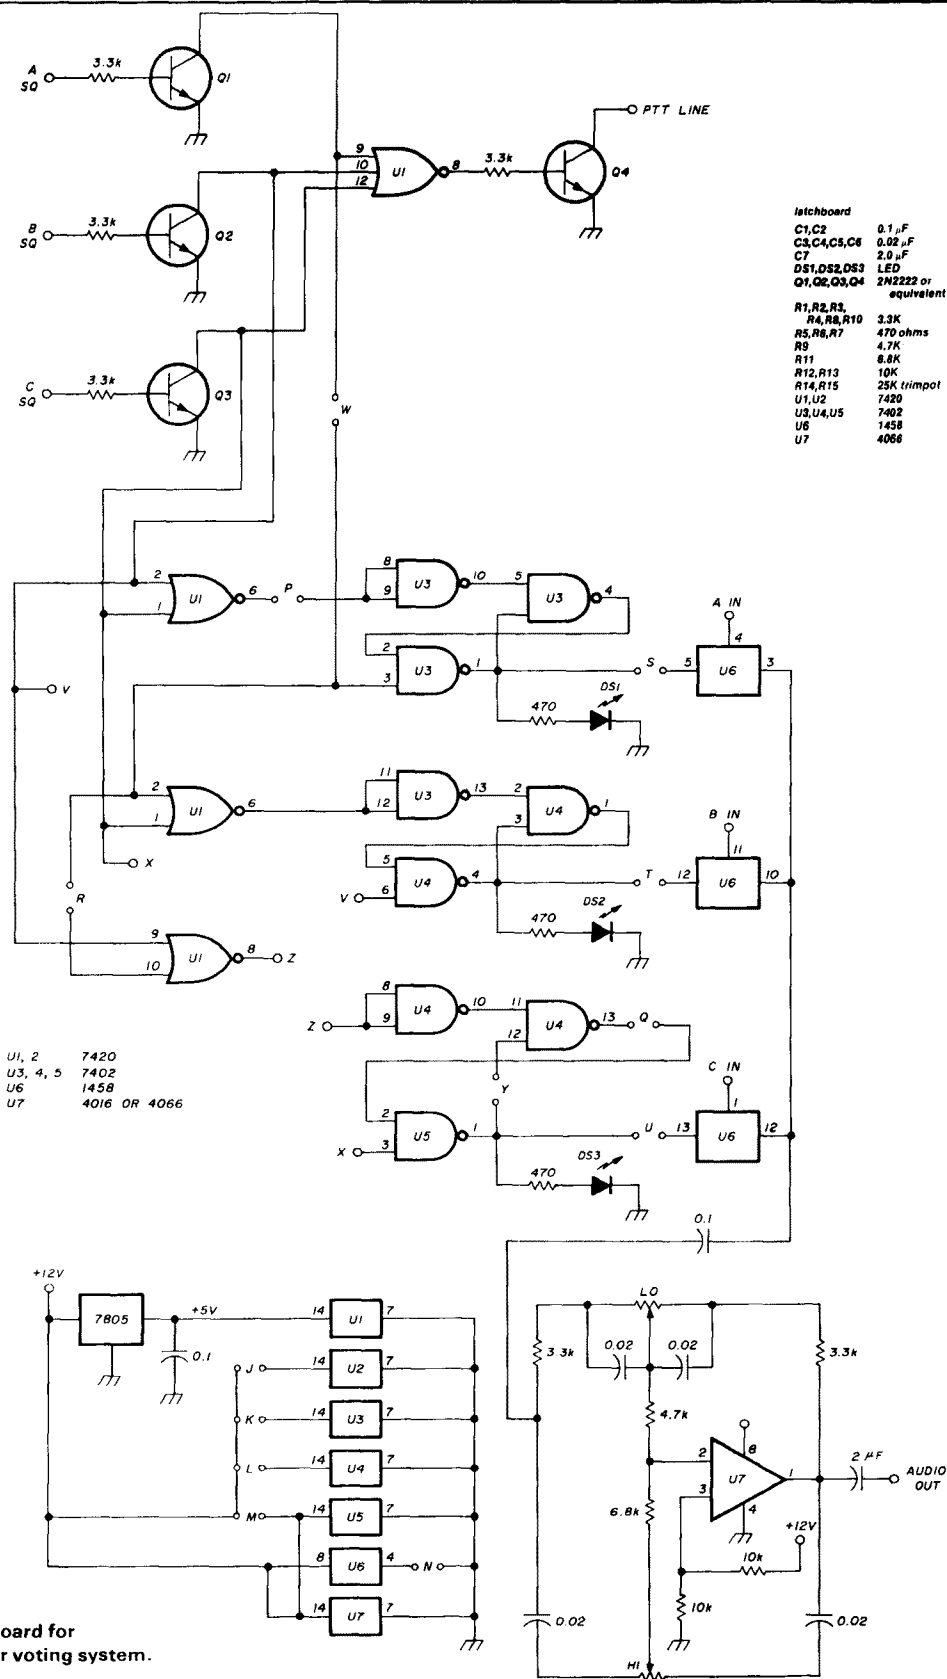 A
SQ
3.3k
Q1
PTT LINE
9
10
12
U1
8
3.3k
Q4
B
SQ
3.3k
Q2
C
SQ
3.3k
Q3
W
latchboard
C1,C2 0.1 µF
C3,C4,C5,C6 0.02 µF
C7 2.0 µF
DS1,DS2,DS3 LED
Q1,Q2,Q3,Q4 2N2222 or
equivalent
R1,R2,R3,
R4,R8,R10 3.3K
R5,R6,R7 470 ohms
R9 4.7K
R11 6.8K
R12,R13 10K
R14,R15 25K trimpot
U1,U2 7420
U3,U4,U5 7402
U6 1458
U7 4066
2
1
U1
6
P
8
9
U3
10
5
U3
4
2
3
U3
1
S
5
A IN
4
U6
3
470
DS1
V
2
1
U1
6
X
R
11
12
U3
13
2
3
U4
1
5
V 6
U4
4
T
12
B IN
11
U6
10
470
DS2
9
10
U1
8
Z
Z
8
9
U4
10
11
12
U4
13
Q
Y
2
X 3
U5
1
U
13
C IN
1
U6
12
470
DS3
U1, 2 7420
U3, 4, 5 7402
U6 1458
U7 4016 OR 4066
0.1
+12V
7805
+5V
0.1
14 U1 7
J 14 U2 7
K 14 U3 7
L 14 U4 7
M 14 U5 7
8 U6 4 N
14 U7 7
LO
3.3k
0.02
0.02
3.3k
4.7k
6.8k
2
3
U7
8
1
4
2 µF
AUDIO
OUT
+12V
10k
10k
0.02
0.02
HI
oard for
r voting system.